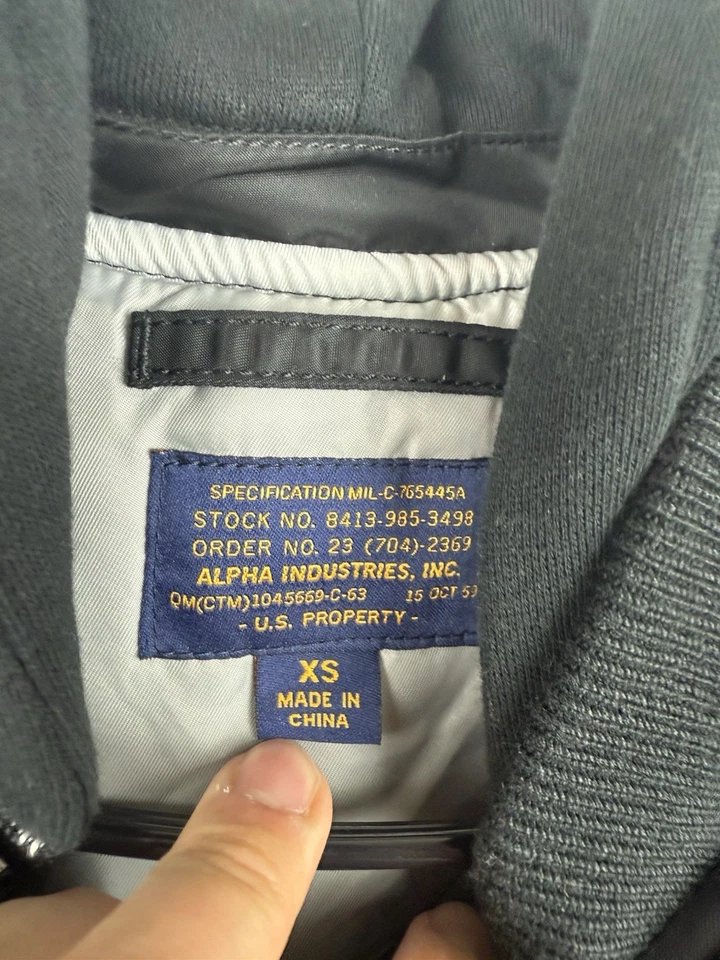 SPECIFICATION MIL-C-765445A
STOCK NO. 8413-985-3498
ORDER NO. 23 (704)-2369
ALPHA INDUSTRIES, INC.
QM(CTM)1045669-C-63 15 OCT
- U.S. PROPERTY -
XS
MADE IN
CHINA